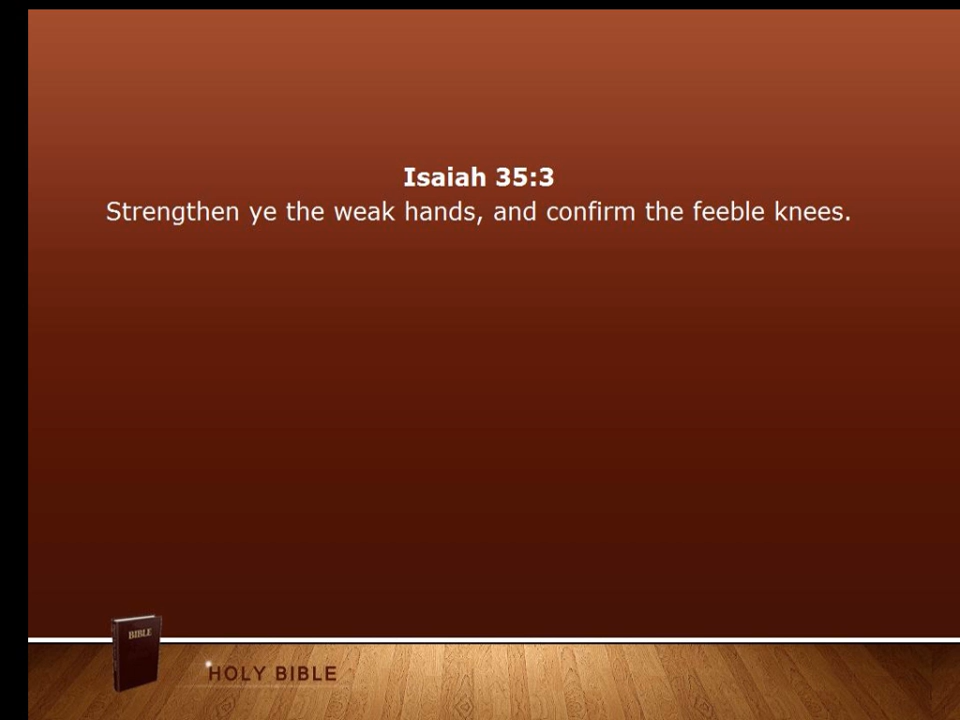 Isaiah 35:3
Strengthen ye the weak hands, and confirm the feeble knees.
BIBLE
HOLY BIBLE